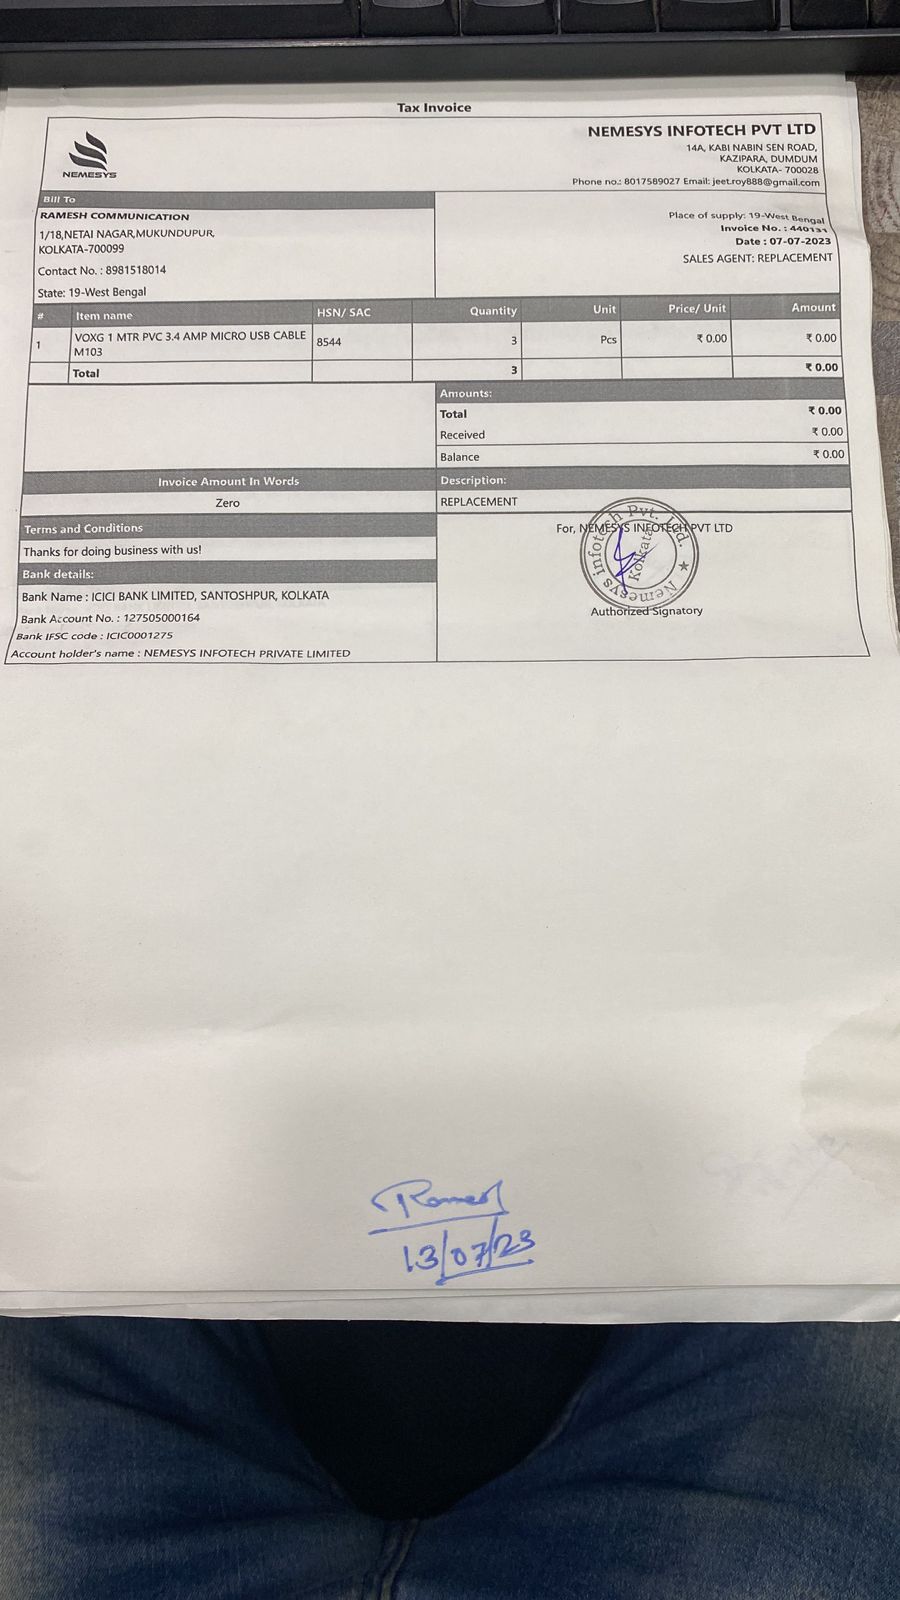 Tax Invoice
NEMESYS
NEMESYS INFOTECH PVT LTD
14A, KABI NABIN SEN ROAD,
KAZIPARA, DUMDUM
KOLKATA- 700028
Phone no.: 8017589027 Email: jeet.roy888@gmail.com
Bill To
RAMESH COMMUNICATION
1/18,NETAI NAGAR,MUKUNDUPUR,
KOLKATA-700099
Contact No. : 8981518014
State: 19-West Bengal
Place of supply: 19-West Bengal
Invoice No. : 440131
Date : 07-07-2023
SALES AGENT: REPLACEMENT
# Item name HSN/ SAC Quantity Unit Price/ Unit Amount
1 VOXG 1 MTR PVC 3.4 AMP MICRO USB CABLE M103 8544 3 Pcs ₹ 0.00 ₹ 0.00
Total 3 ₹ 0.00
Amounts:
Total ₹ 0.00
Received ₹ 0.00
Balance ₹ 0.00
Invoice Amount In Words
Zero
Description:
REPLACEMENT
Terms and Conditions
Thanks for doing business with us!
Bank details:
Bank Name : ICICI BANK LIMITED, SANTOSHPUR, KOLKATA
Bank Account No. : 127505000164
Bank IFSC code : ICIC0001275
Account holder's name : NEMESYS INFOTECH PRIVATE LIMITED
For, NEMESYS INFOTECH PVT LTD
Nemesys Infotech Pvt. Ltd.
Kolkata
Authorized Signatory
Ramesh
13/07/23